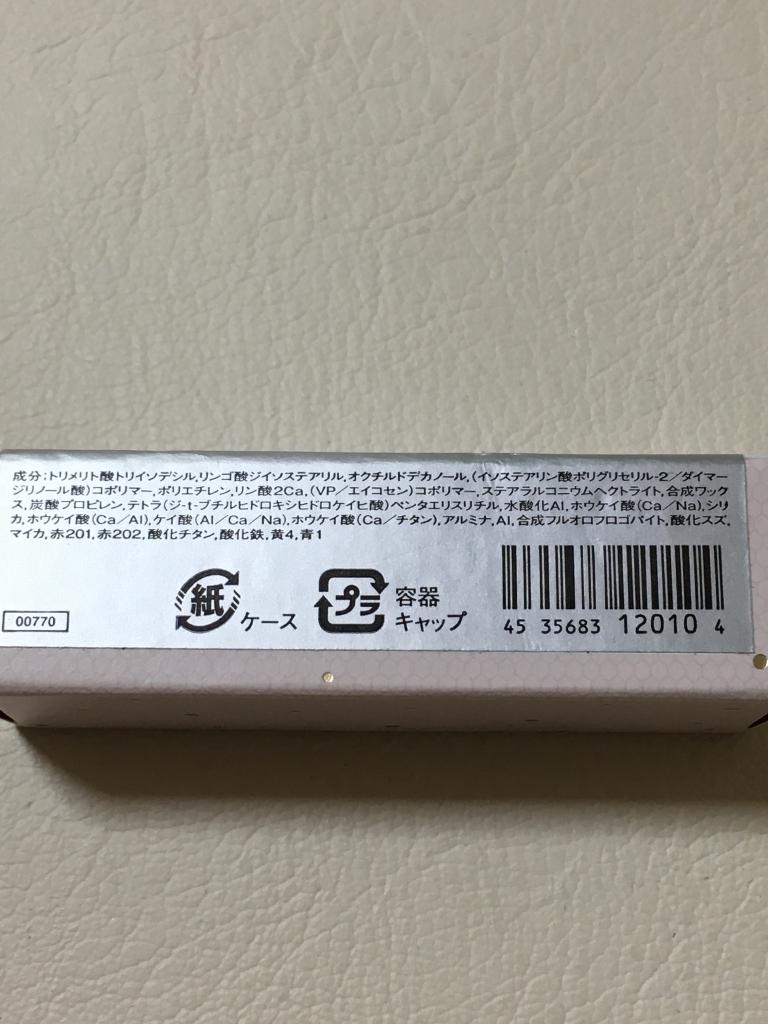 成分:トリメリト酸トリイソデシル,リンゴ酸ジイソステアリル,オクチルドデカノール,(イソステアリン酸ポリグリセリル-2/ダイマー
ジリノール酸)コポリマー,ポリエチレン,リン酸2Ca,(VP/エイコセン)コポリマー,ステアラルコニウムヘクトライト,合成ワック
ス,炭酸プロピレン,テトラ(ジ-t-ブチルヒドロキシヒドロケイヒ酸)ペンタエリスリチル,水酸化Al,ホウケイ酸(Ca/Na),シリ
カ,ホウケイ酸(Ca/Al),ケイ酸(Al/Ca/Na),ホウケイ酸(Ca/チタン),アルミナ,Al,合成フルオロフロゴパイト,酸化スズ,
マイカ,赤201,赤202,酸化チタン,酸化鉄,黄4,青1
00770
紙
ケース
プラ
容器
キャップ
45 35683 12010 4